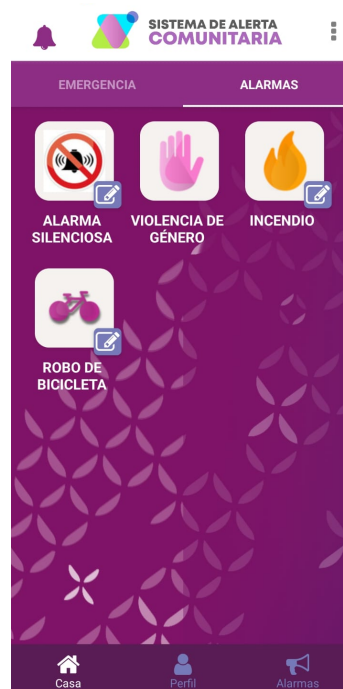 SISTEMA DE ALERTA
COMUNITARIA
EMERGENCIA
ALARMAS
ALARMA
SILENCIOSA
VIOLENCIA DE
GÉNERO
INCENDIO
ROBO DE
BICICLETA
Casa
Perfil
Alarmas